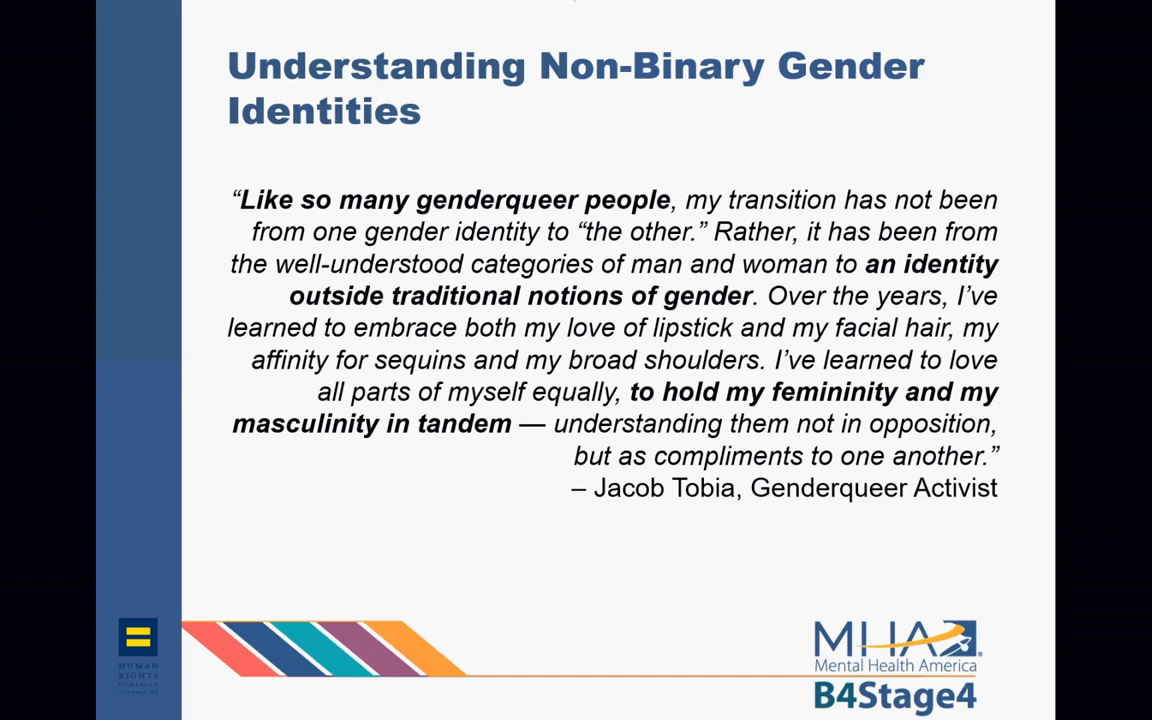 Understanding Non-Binary Gender
Identities
“Like so many genderqueer people, my transition has not been
from one gender identity to “the other.” Rather, it has been from
the well-understood categories of man and woman to an identity
outside traditional notions of gender. Over the years, I’ve
learned to embrace both my love of lipstick and my facial hair, my
affinity for sequins and my broad shoulders. I’ve learned to love
all parts of myself equally, to hold my femininity and my
masculinity in tandem — understanding them not in opposition,
but as compliments to one another.”
– Jacob Tobia, Genderqueer Activist
HUMAN
RIGHTS
CAMPAIGN
FOUNDATION
MHA®
Mental Health America
B4Stage4